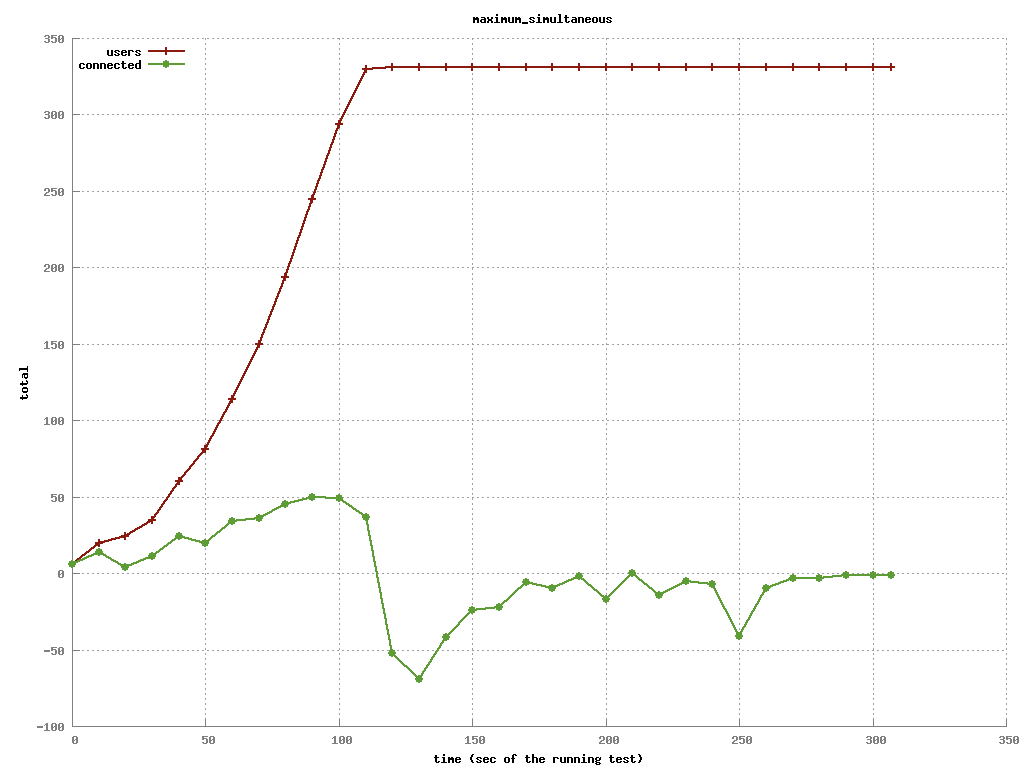 maximum_simultaneous
350
users
connected
300
250
200
150
100
50
0
-50
-100
total
0 50 100 150 200 250 300 350
time (sec of the running test)